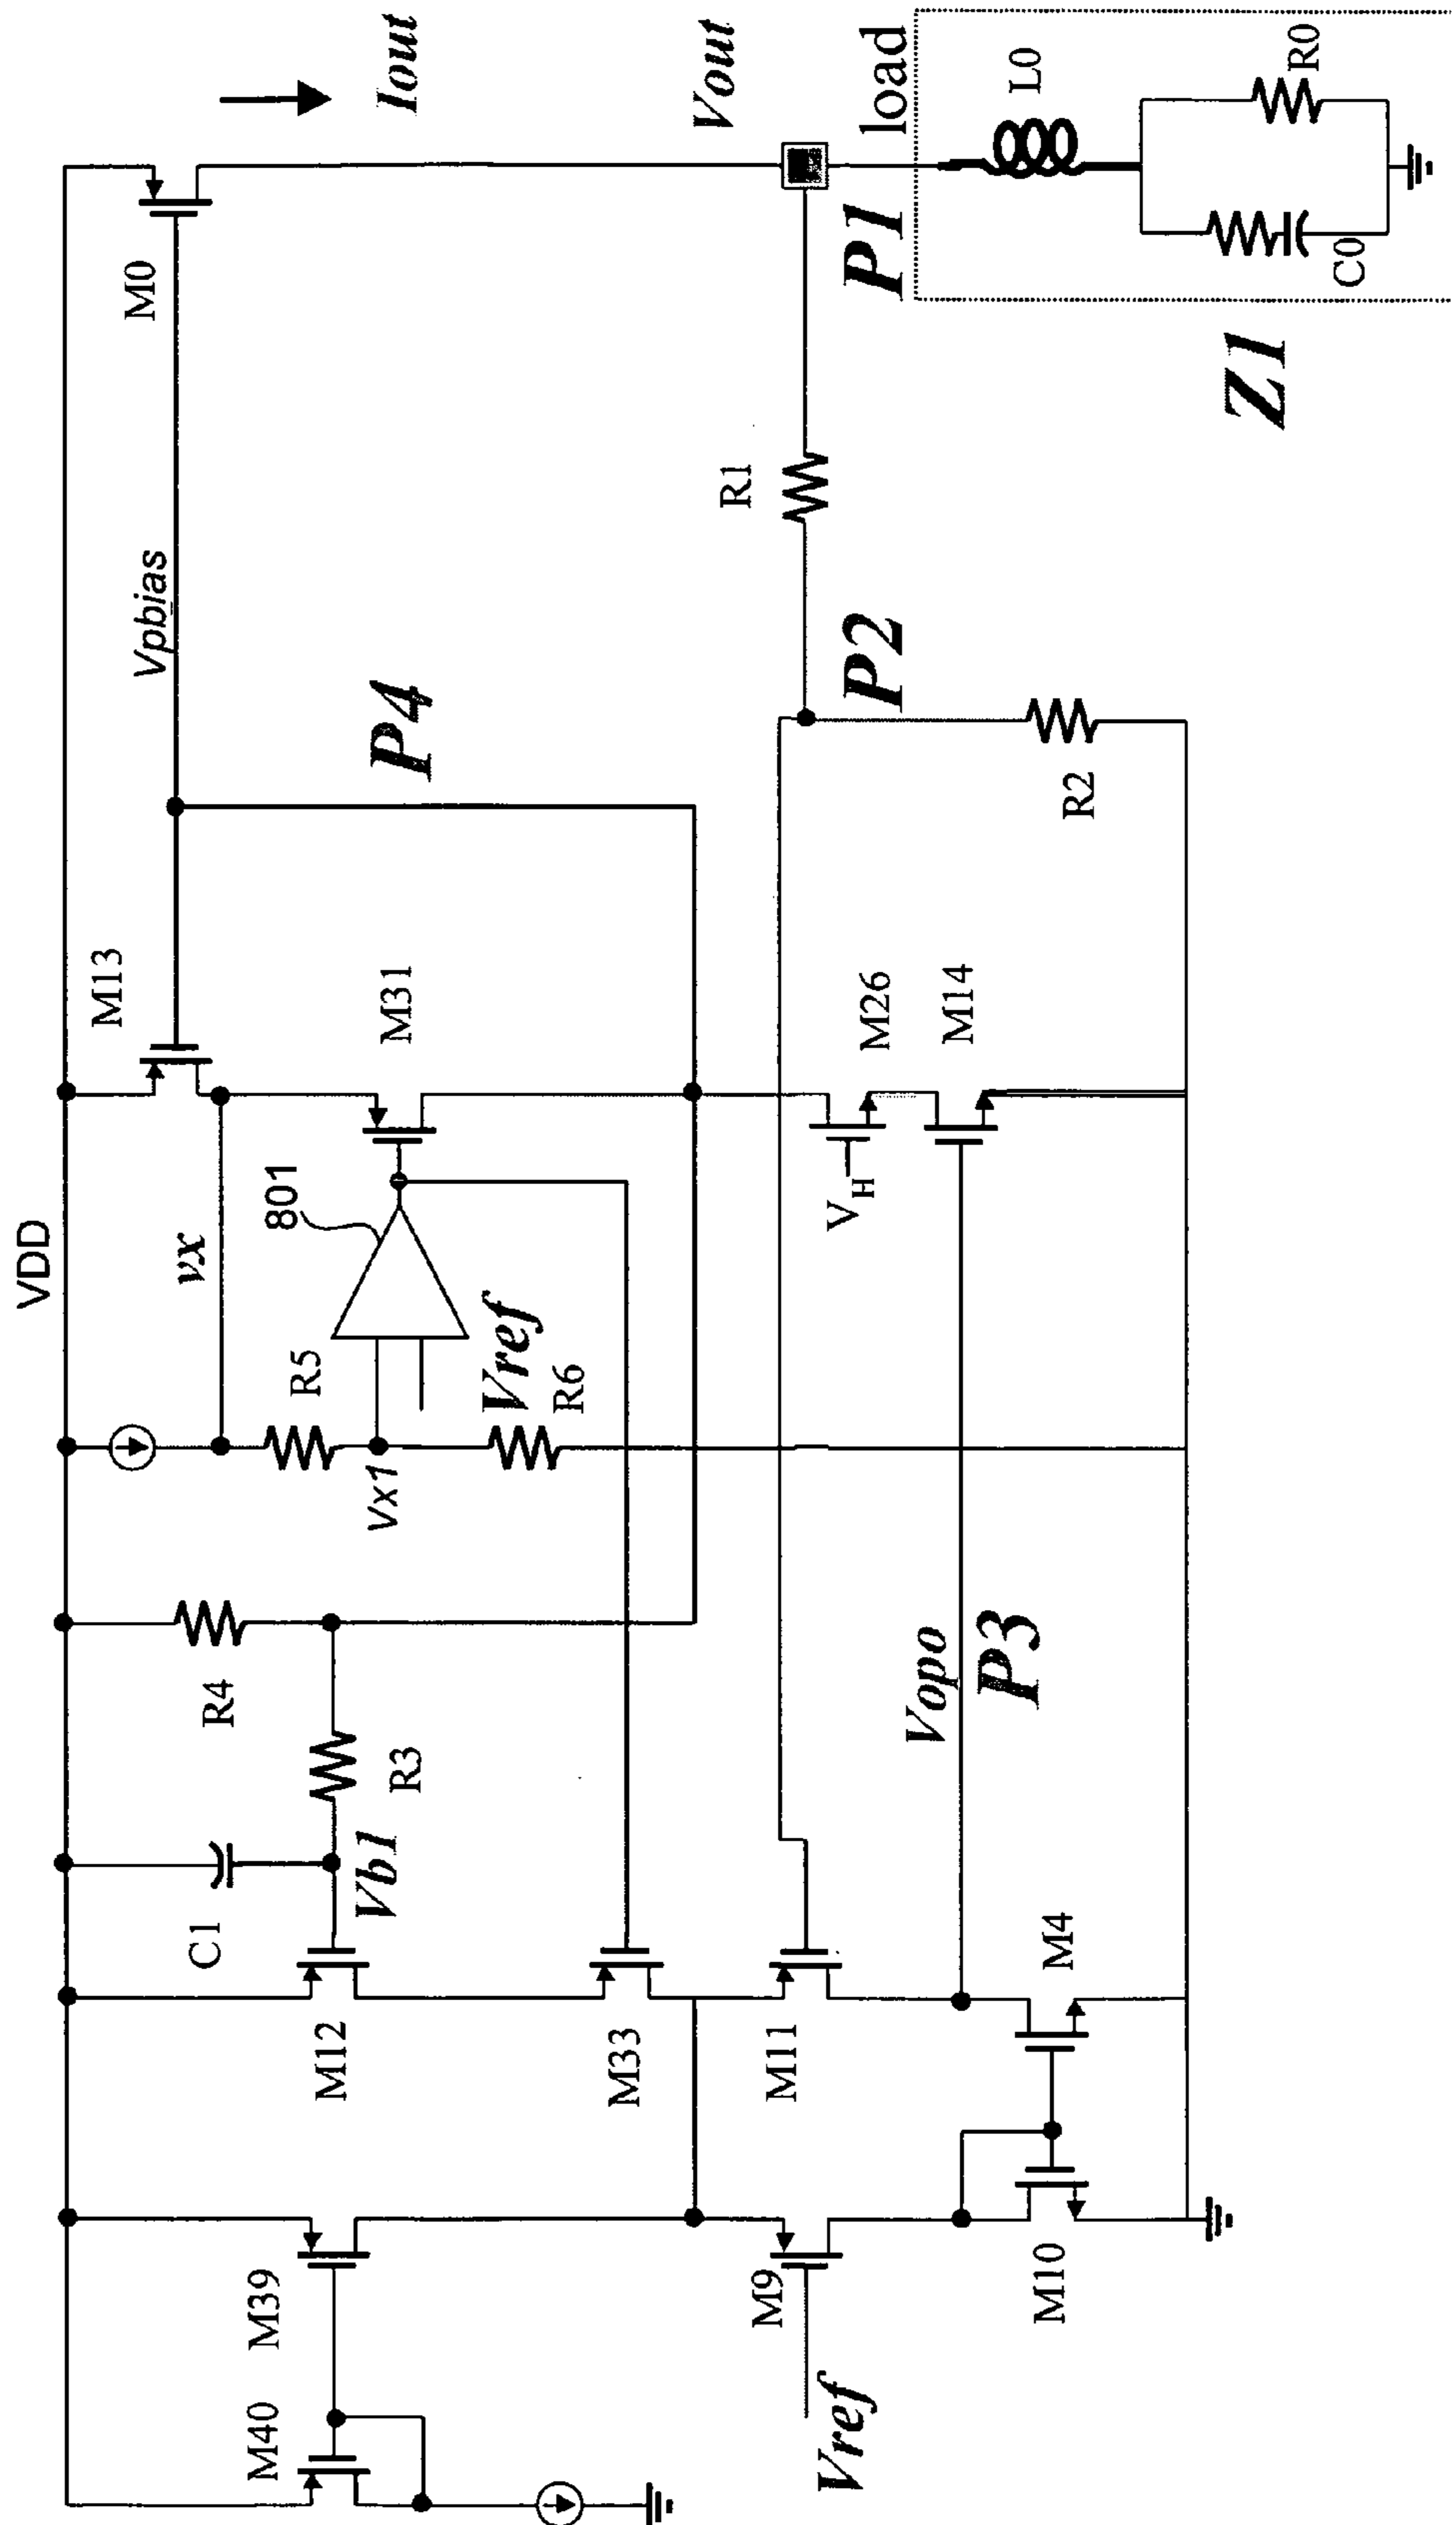 VDD
M40
M39
M12
C1
Vb1
R3
R4
vx
R5
Vx1
801
Vref
R6
M13
M31
Vpbias
M0
Iout
P4
M33
Vref
M9
M11
M10
M4
Vopo
P3
V_H
M26
M14
R1
P2
R2
Vout
P1
load
L0
R0
C0
Z1